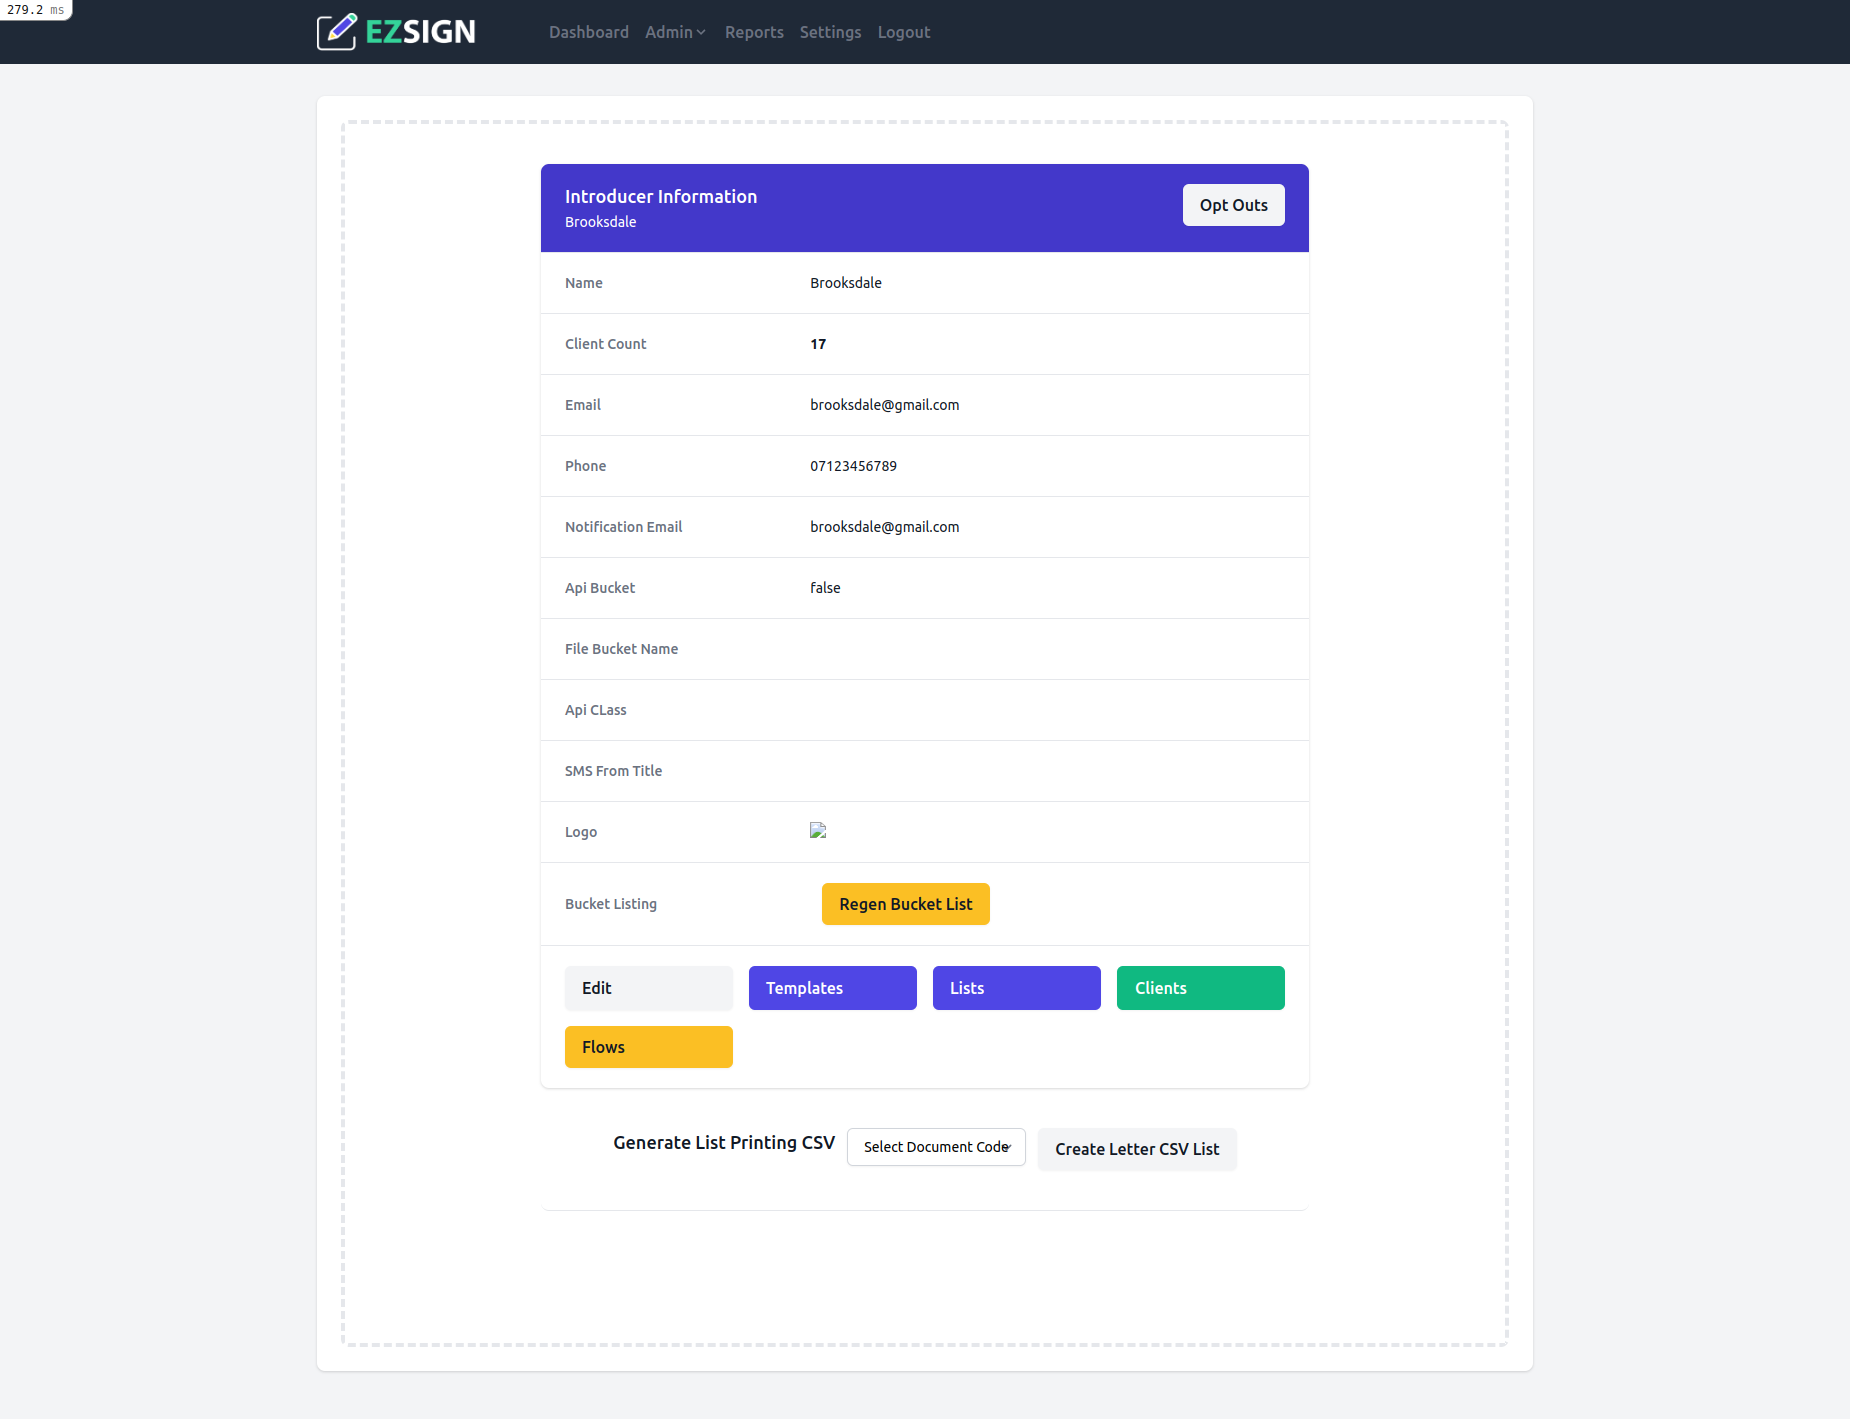 279.2 ms
EZSIGN
Dashboard Admin Reports Settings Logout
Introducer Information
Brooksdale
Opt Outs
Name Brooksdale
Client Count 17
Email brooksdale@gmail.com
Phone 07123456789
Notification Email brooksdale@gmail.com
Api Bucket false
File Bucket Name
Api CLass
SMS From Title
Logo
Bucket Listing Regen Bucket List
Edit Templates Lists Clients
Flows
Generate List Printing CSV Select Document Code Create Letter CSV List